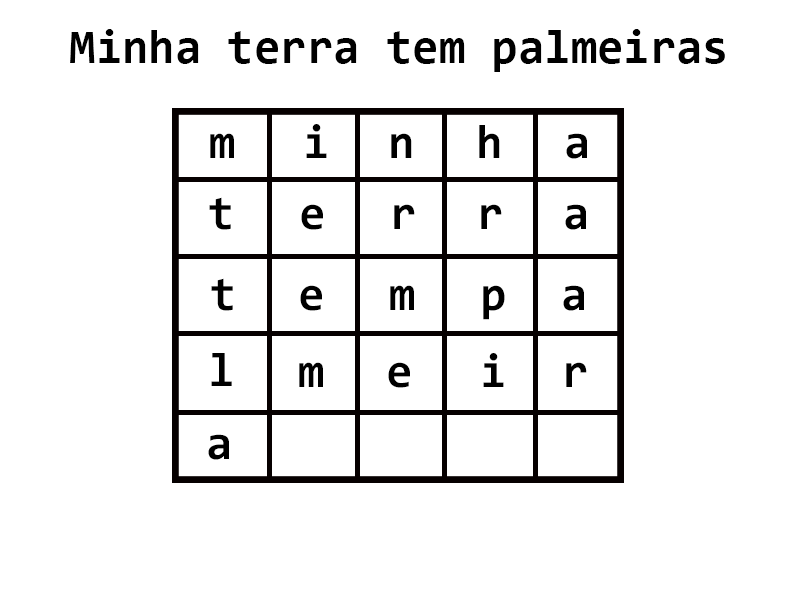 Minha terra tem palmeiras
m i n h a
t e r r a
t e m p a
l m e i r
a